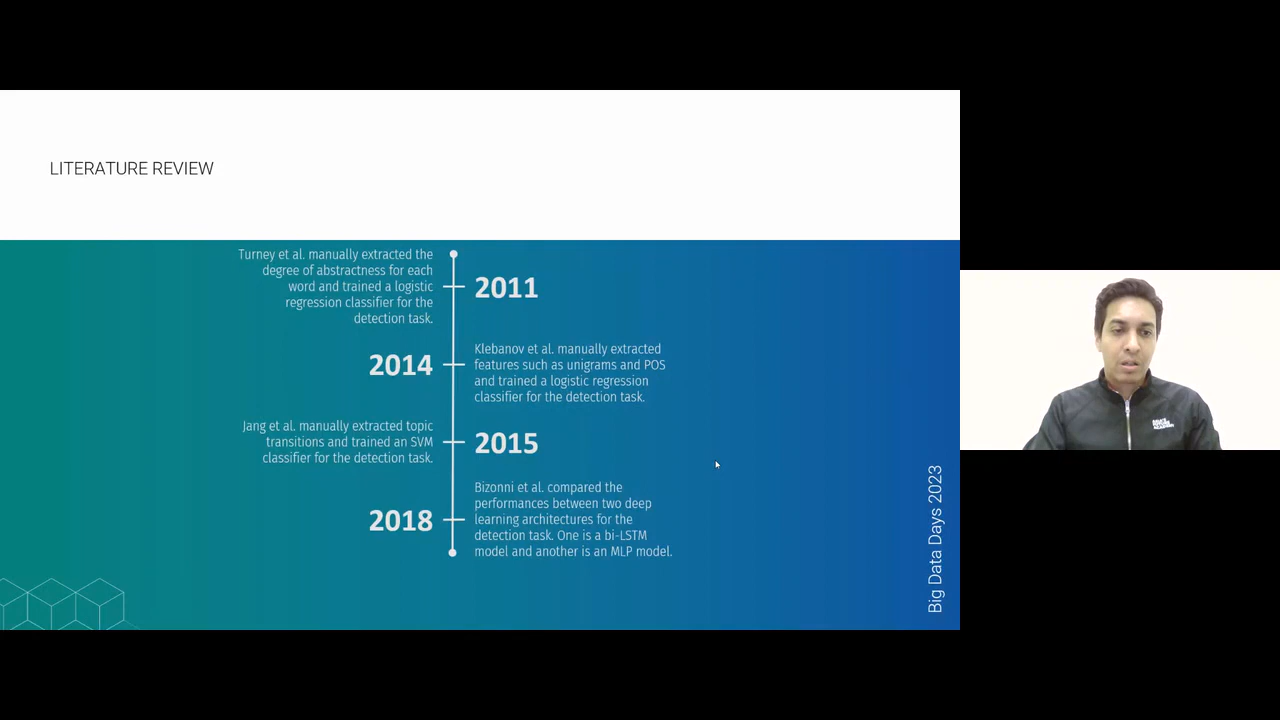 LITERATURE REVIEW
Turney et al. manually extracted the
degree of abstractness for each
word and trained a logistic
regression classifier for the
detection task.
2011
2014
Klebanov et al. manually extracted
features such as unigrams and POS
and trained a logistic regression
classifier for the detection task.
Jang et al. manually extracted topic
transitions and trained an SVM
classifier for the detection task.
2015
2018
Bizonni et al. compared the
performances between two deep
learning architectures for the
detection task. One is a bi-LSTM
model and another is an MLP model.
Big Data Days 2023